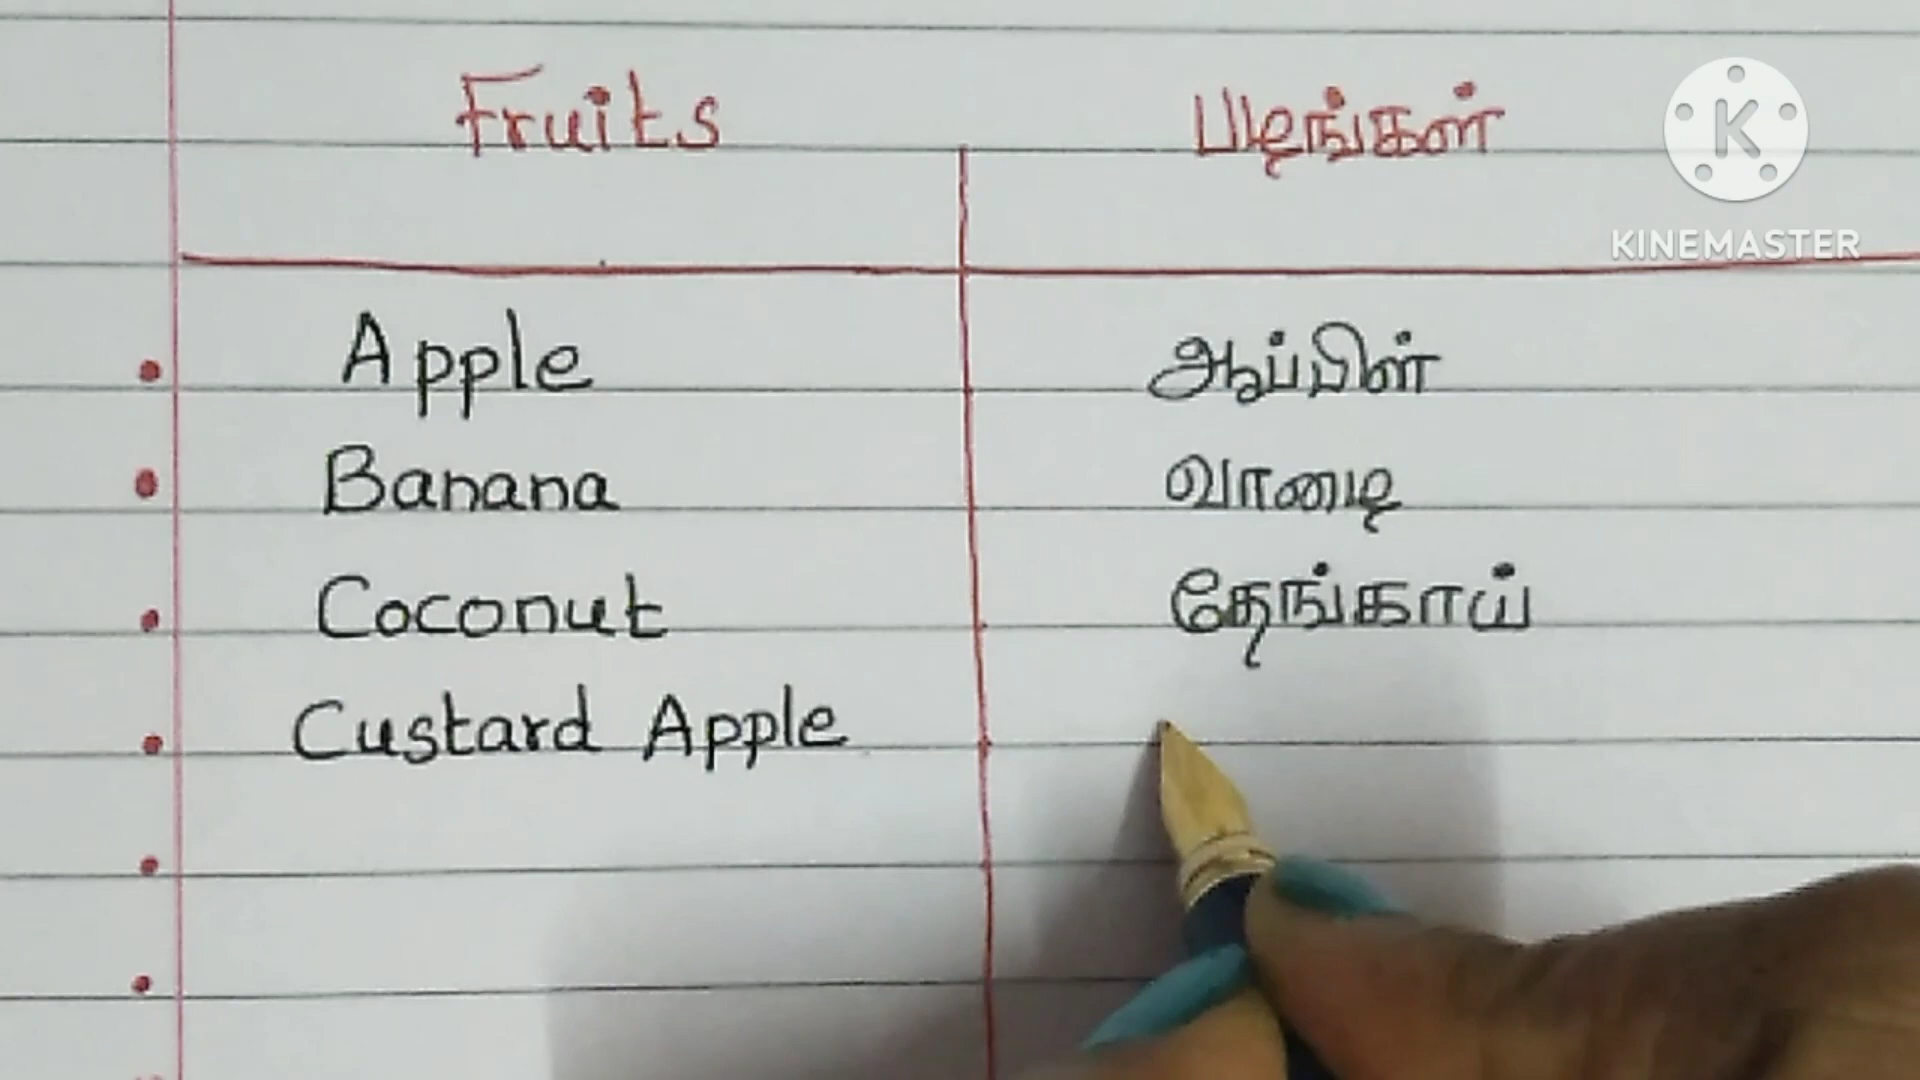 Fruits பழங்கள்
K
KINEMASTER
Apple ஆப்பிள்
Banana வாழை
Coconut தேங்காய்
Custard Apple